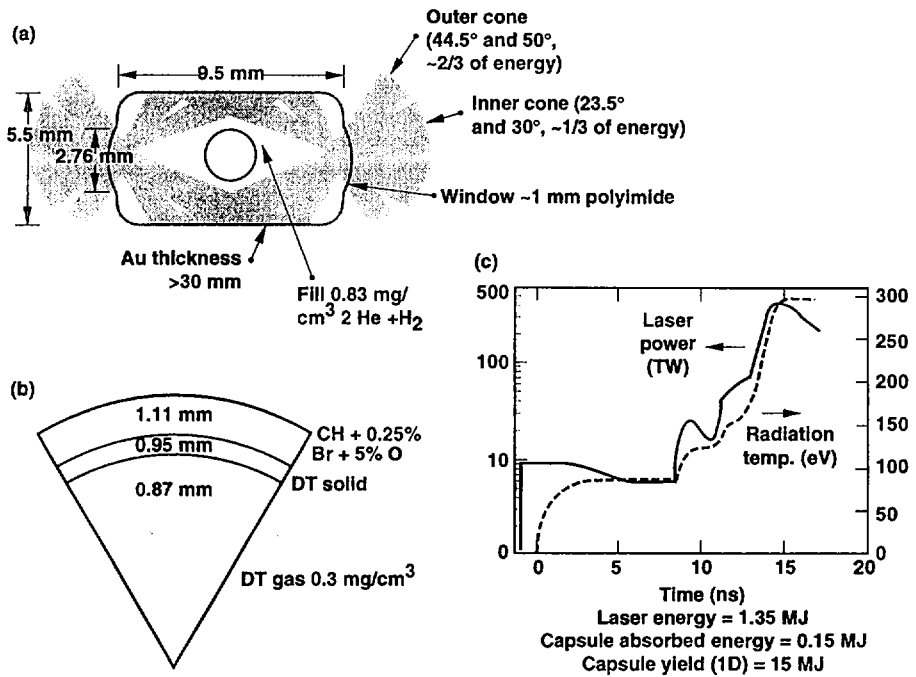 (a)
Outer cone
(44.5° and 50°,
~2/3 of energy)
9.5 mm
Inner cone (23.5°
and 30°, ~1/3 of energy)
5.5 mm
2.76 mm
Window ~1 mm polyimide
Au thickness
>30 mm
Fill 0.83 mg/
cm³ 2 He +H₂
(b)
1.11 mm
CH + 0.25%
Br + 5% O
0.95 mm
DT solid
0.87 mm
DT gas 0.3 mg/cm³
(c)
500
100
10
0
Laser
power
(TW)
300
250
200
150
100
50
0
Radiation
temp. (eV)
0 5 10 15 20
Time (ns)
Laser energy = 1.35 MJ
Capsule absorbed energy = 0.15 MJ
Capsule yield (1D) = 15 MJ